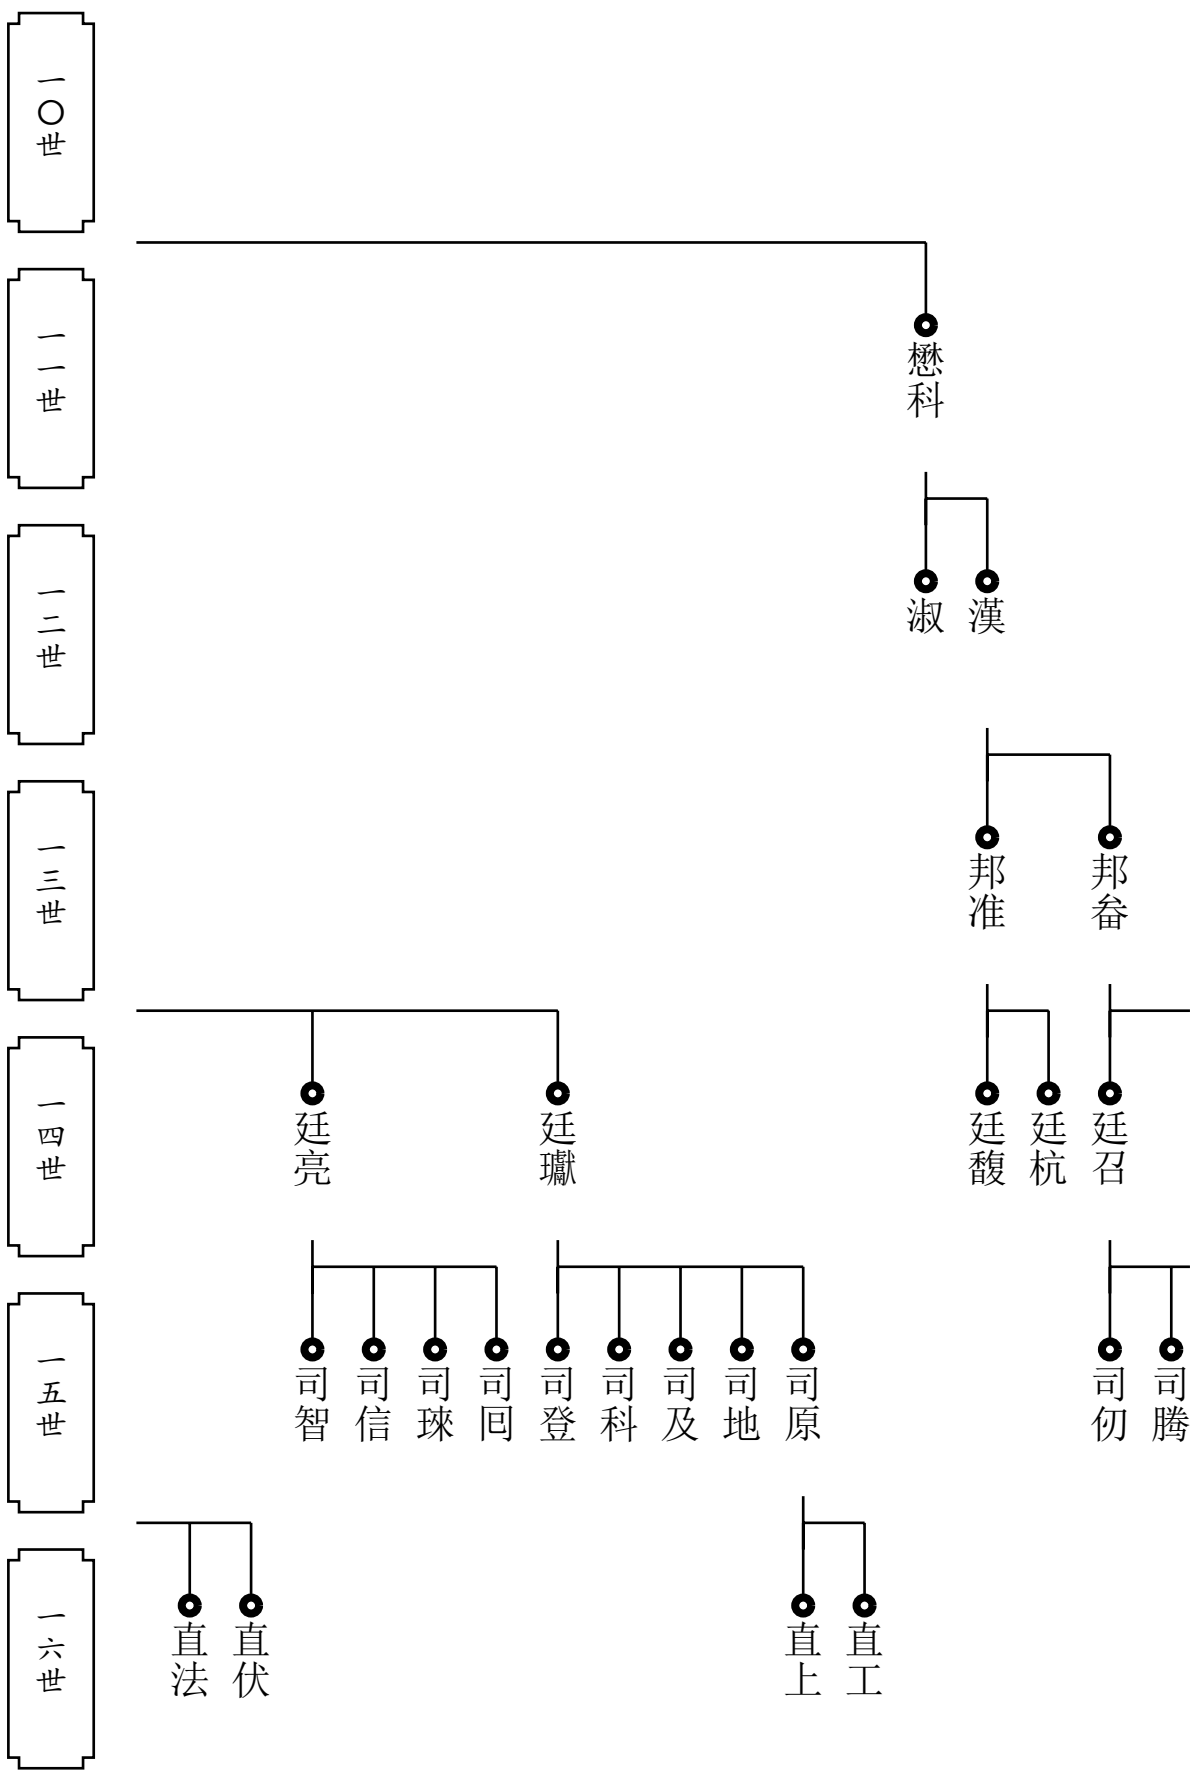 一〇世
一一世
懋科
一二世
漢
淑
一三世
邦畚
邦准
一四世
廷召
廷杭
廷馥
廷瓛
廷亮
一五世
司腾
司仞
司原
司地
司及
司科
司登
司囘
司琜
司信
司智
一六世
直工
直上
直伏
直法